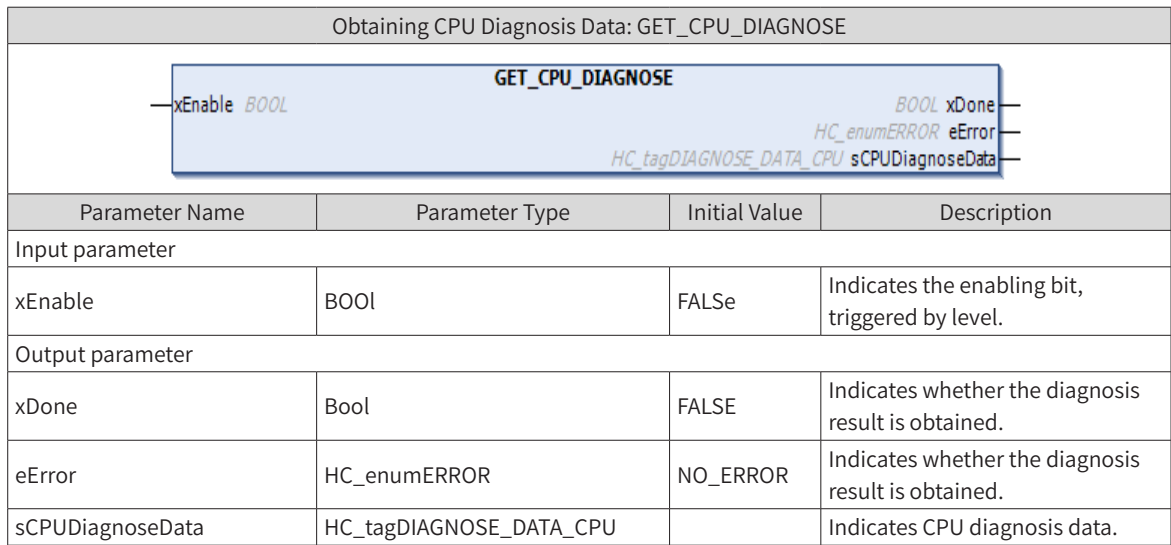 Obtaining CPU Diagnosis Data: GET_CPU_DIAGNOSE
GET_CPU_DIAGNOSE
xEnable BOOL
BOOL xDone
HC_enumERROR eError
HC_tagDIAGNOSE_DATA_CPU sCPUDiagnoseData
Parameter Name Parameter Type Initial Value Description
Input parameter
xEnable BOOl FALSe Indicates the enabling bit,
triggered by level.
Output parameter
xDone Bool FALSE Indicates whether the diagnosis
result is obtained.
eError HC_enumERROR NO_ERROR Indicates whether the diagnosis
result is obtained.
sCPUDiagnoseData HC_tagDIAGNOSE_DATA_CPU Indicates CPU diagnosis data.